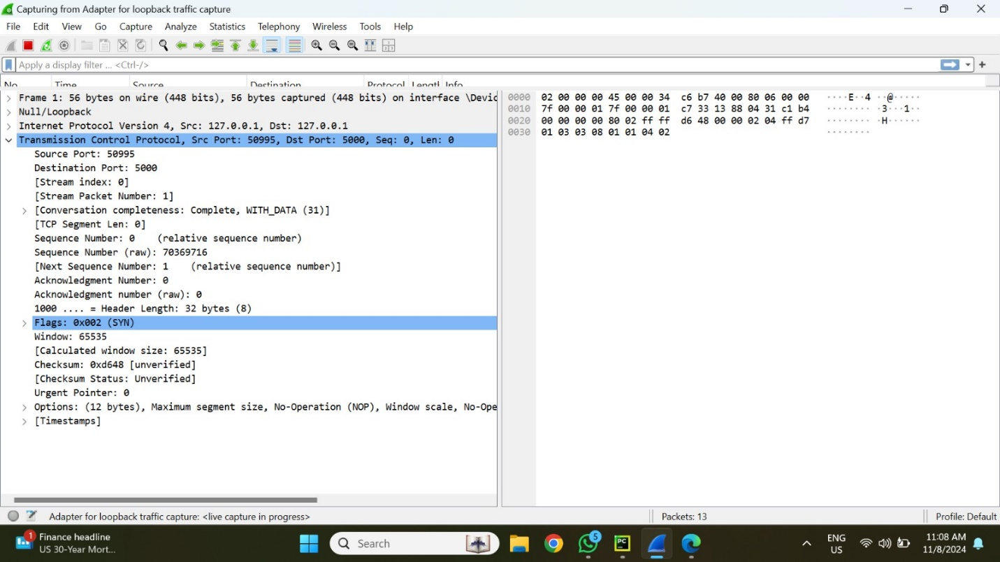 Capturing from Adapter for loopback traffic capture
File Edit View Go Capture Analyze Statistics Telephony Wireless Tools Help
Apply a display filter ... <Ctrl-/>
No. Time Source Destination Protocol Length Info
Frame 1: 56 bytes on wire (448 bits), 56 bytes captured (448 bits) on interface \Devic
Null/Loopback
Internet Protocol Version 4, Src: 127.0.0.1, Dst: 127.0.0.1
Transmission Control Protocol, Src Port: 50995, Dst Port: 5000, Seq: 0, Len: 0
Source Port: 50995
Destination Port: 5000
[Stream index: 0]
[Stream Packet Number: 1]
[Conversation completeness: Complete, WITH_DATA (31)]
[TCP Segment Len: 0]
Sequence Number: 0 (relative sequence number)
Sequence Number (raw): 70369716
[Next Sequence Number: 1 (relative sequence number)]
Acknowledgment Number: 0
Acknowledgment number (raw): 0
1000 .... = Header Length: 32 bytes (8)
Flags: 0x002 (SYN)
Window: 65535
[Calculated window size: 65535]
Checksum: 0xd648 [unverified]
[Checksum Status: Unverified]
Urgent Pointer: 0
Options: (12 bytes), Maximum segment size, No-Operation (NOP), Window scale, No-Ope
[Timestamps]
0000 02 00 00 00 45 00 00 34 c6 b7 40 00 80 06 00 00 ····E··4 ··@·····
0010 7f 00 00 01 7f 00 00 01 c7 33 13 88 04 31 c1 b4 ········ ·3···1··
0020 00 00 00 00 80 02 ff ff d6 48 00 00 02 04 ff d7 ········ ·H······
0030 01 03 03 08 01 01 04 02 ········
Adapter for loopback traffic capture: <live capture in progress>
Packets: 13
Profile: Default
1
Finance headline
US 30-Year Mort...
Search
5
PC
ENG
US
11:08 AM
11/8/2024